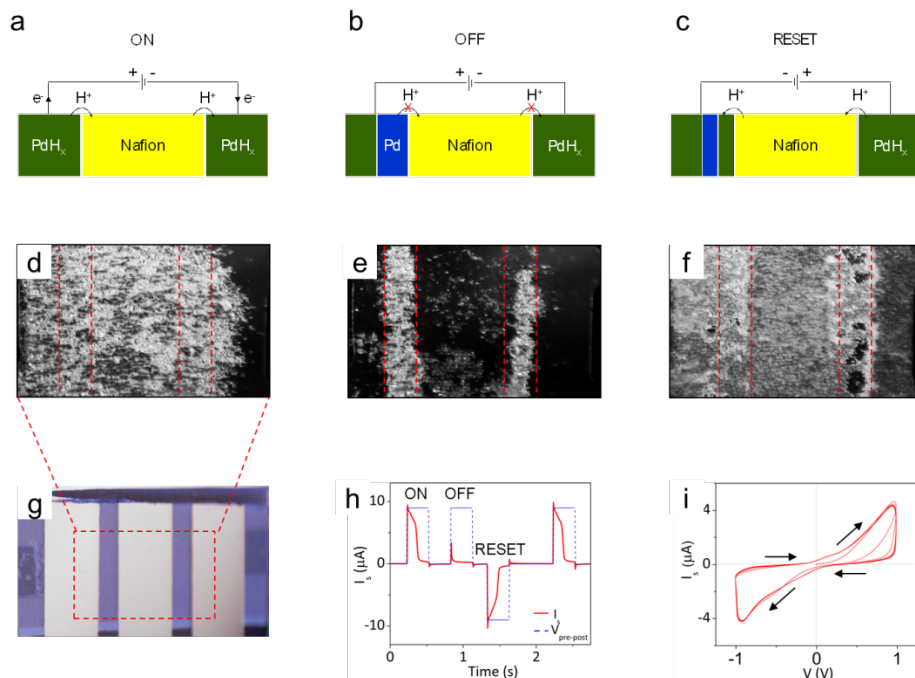 a
b
c
ON
OFF
RESET
+ -
+ -
- +
e- H+ H+ e-
H+ H+
H+ H+
PdHx Nafion PdHx
Pd Nafion PdHx
Nafion PdHx
d
e
f
g
h
i
ON OFF
RESET
10
0
-10
Is (µA)
0 1 2
Time (s)
Is
Vpre-post
4
0
-4
Is (µA)
-1 0 1
V (V)